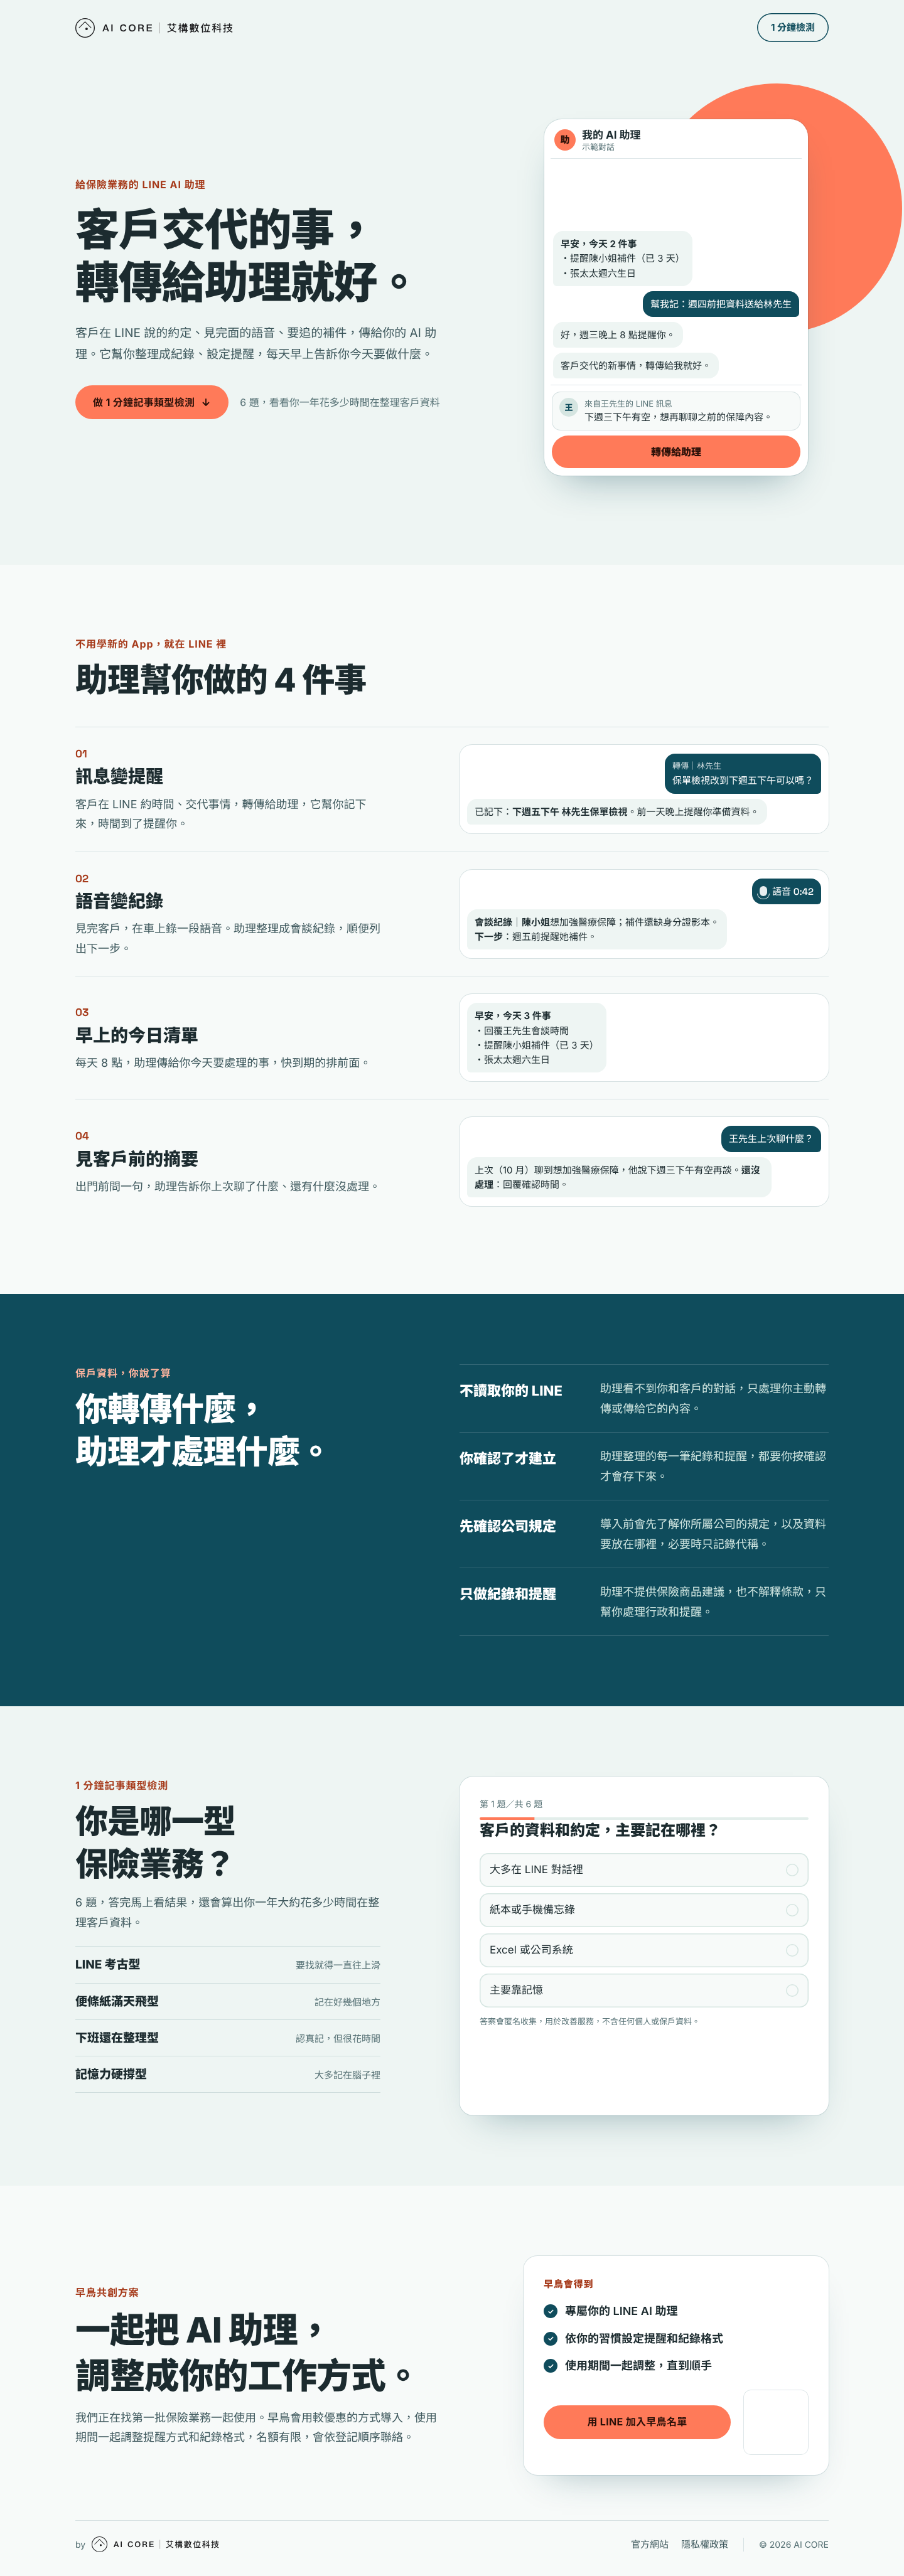 AI CORE｜艾構數位科技
1 分鐘檢測
給保險業務的 LINE AI 助理
客戶交代的事，
轉傳給助理就好。
客戶在 LINE 說的約定、見完面的語音、要追的補件，傳給你的 AI 助
理。它幫你整理成紀錄、設定提醒，每天早上告訴你今天要做什麼。
做 1 分鐘記事類型檢測 ↓
6 題，看看你一年花多少時間在整理客戶資料
助
我的 AI 助理
示範對話
早安，今天 2 件事
・提醒陳小姐補件（已 3 天）
・張太太週六生日
幫我記：週四前把資料送給林先生
好，週三晚上 8 點提醒你。
客戶交代的新事情，轉傳給我就好。
王
來自王先生的 LINE 訊息
下週三下午有空，想再聊聊之前的保障內容。
轉傳給助理
不用學新的 App，就在 LINE 裡
助理幫你做的 4 件事
01
訊息變提醒
客戶在 LINE 約時間、交代事情，轉傳給助理，它幫你記下
來，時間到了提醒你。
轉傳｜林先生
保單檢視改到下週五下午可以嗎？
已記下：下週五下午 林先生保單檢視。前一天晚上提醒你準備資料。
02
語音變紀錄
見完客戶，在車上錄一段語音。助理整理成會談紀錄，順便列
出下一步。
語音 0:42
會談紀錄｜陳小姐想加強醫療保障；補件還缺身分證影本。
下一步：週五前提醒她補件。
03
早上的今日清單
每天 8 點，助理傳給你今天要處理的事，快到期的排前面。
早安，今天 3 件事
・回覆王先生會談時間
・提醒陳小姐補件（已 3 天）
・張太太週六生日
04
見客戶前的摘要
出門前問一句，助理告訴你上次聊了什麼、還有什麼沒處理。
王先生上次聊什麼？
上次（10 月）聊到想加強醫療保障，他說下週三下午有空再談。還沒
處理：回覆確認時間。
保戶資料，你說了算
你轉傳什麼，
助理才處理什麼。
不讀取你的 LINE
助理看不到你和客戶的對話，只處理你主動轉
傳或傳給它的內容。
你確認了才建立
助理整理的每一筆紀錄和提醒，都要你按確認
才會存下來。
先確認公司規定
導入前會先了解你所屬公司的規定，以及資料
要放在哪裡，必要時只記錄代稱。
只做紀錄和提醒
助理不提供保險商品建議，也不解釋條款，只
幫你處理行政和提醒。
1 分鐘記事類型檢測
你是哪一型
保險業務？
6 題，答完馬上看結果，還會算出你一年大約花多少時間在整
理客戶資料。
LINE 考古型
要找就得一直往上滑
便條紙滿天飛型
記在好幾個地方
下班還在整理型
認真記，但很花時間
記憶力硬撐型
大多記在腦子裡
第 1 題／共 6 題
客戶的資料和約定，主要記在哪裡？
大多在 LINE 對話裡
紙本或手機備忘錄
Excel 或公司系統
主要靠記憶
答案會匿名收集，用於改善服務，不含任何個人或保戶資料。
早鳥共創方案
一起把 AI 助理，
調整成你的工作方式。
我們正在找第一批保險業務一起使用。早鳥會用較優惠的方式導入，使用
期間一起調整提醒方式和紀錄格式，名額有限，會依登記順序聯絡。
早鳥會得到
專屬你的 LINE AI 助理
依你的習慣設定提醒和紀錄格式
使用期間一起調整，直到順手
用 LINE 加入早鳥名單
by AI CORE｜艾構數位科技
官方網站 隱私權政策 © 2026 AI CORE